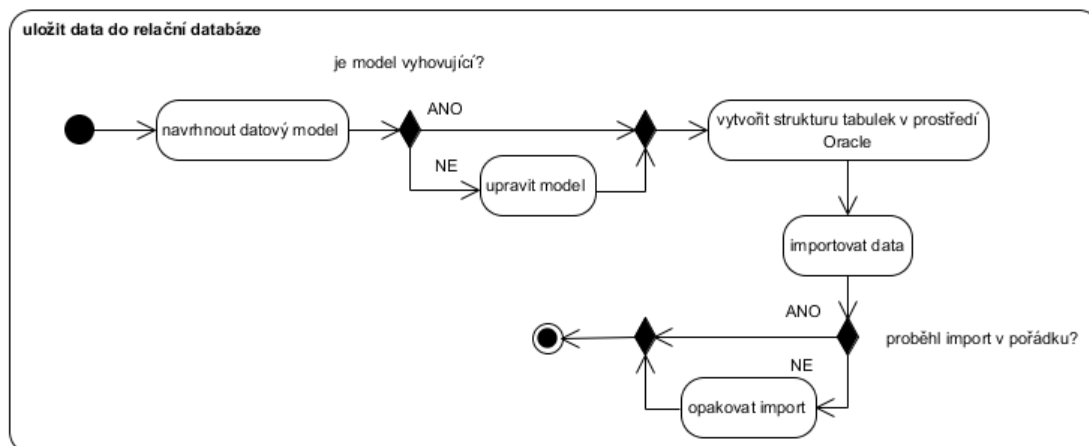 uložit data do relační databáze
je model vyhovující?
ANO
navrhnout datový model
vytvořit strukturu tabulek v prostředí
Oracle
NE
upravit model
importovat data
ANO
proběhl import v pořádku?
NE
opakovat import